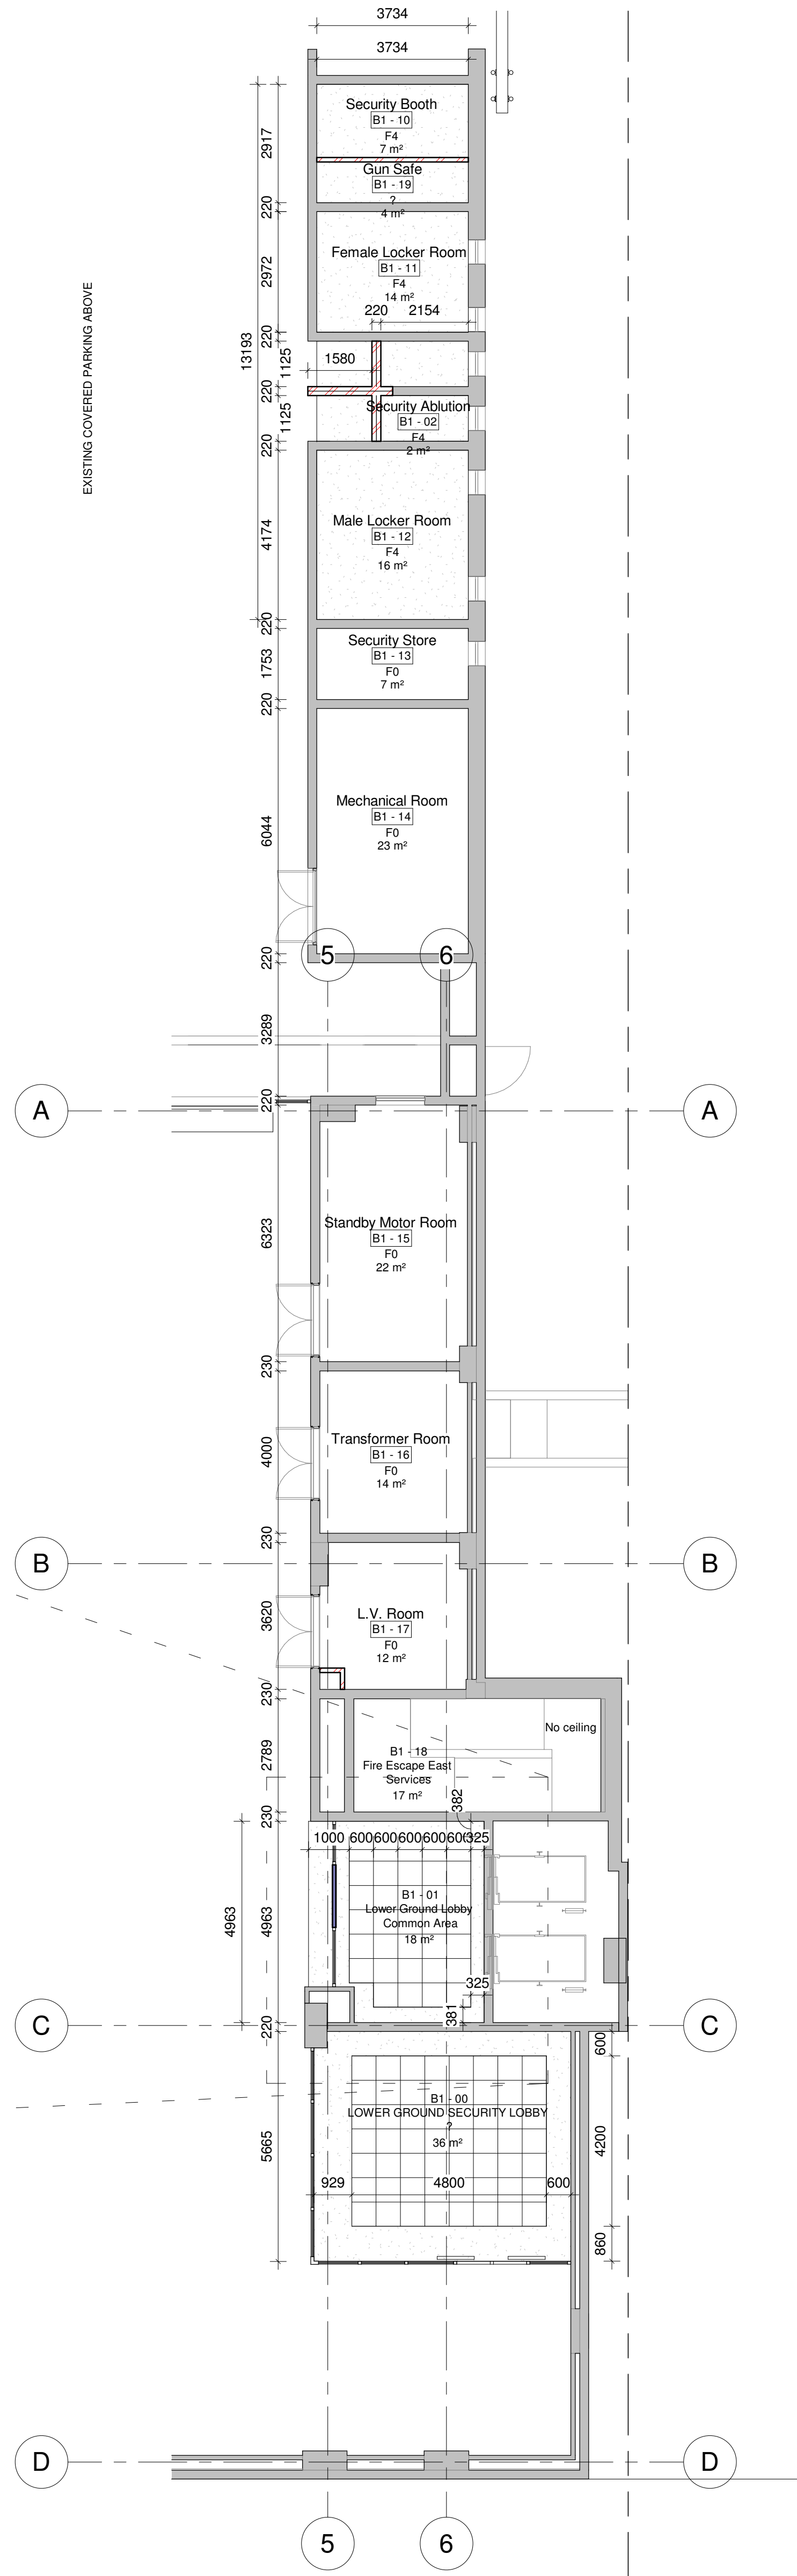 3734
3734
Security Booth
B1 - 10
F4
7 m²
2917
Gun Safe
B1 - 19
?
4 m²
220
Female Locker Room
B1 - 11
F4
14 m²
2972
EXISTING COVERED PARKING ABOVE
220 2154
220
13193
1125
1580
220
1125
Security Ablution
B1 - 02
F4
2 m²
220
Male Locker Room
B1 - 12
F4
16 m²
4174
220
Security Store
B1 - 13
F0
7 m²
1753
220
Mechanical Room
B1 - 14
F0
23 m²
6044
220
5 6
3289
220
A A
Standby Motor Room
B1 - 15
F0
22 m²
6323
230
Transformer Room
B1 - 16
F0
14 m²
4000
230
B B
L.V. Room
B1 - 17
F0
12 m²
3620
230
No ceiling
B1 - 18
Fire Escape East
Services
17 m²
2789
382
230
1000 600 600 600 600 600 325
B1 - 01
Lower Ground Lobby
Common Area
18 m²
4963
4963
325
381
C C
220
600
B1 - 00
LOWER GROUND SECURITY LOBBY
?
36 m²
5665
4200
929 4800 600
860
D D
5 6